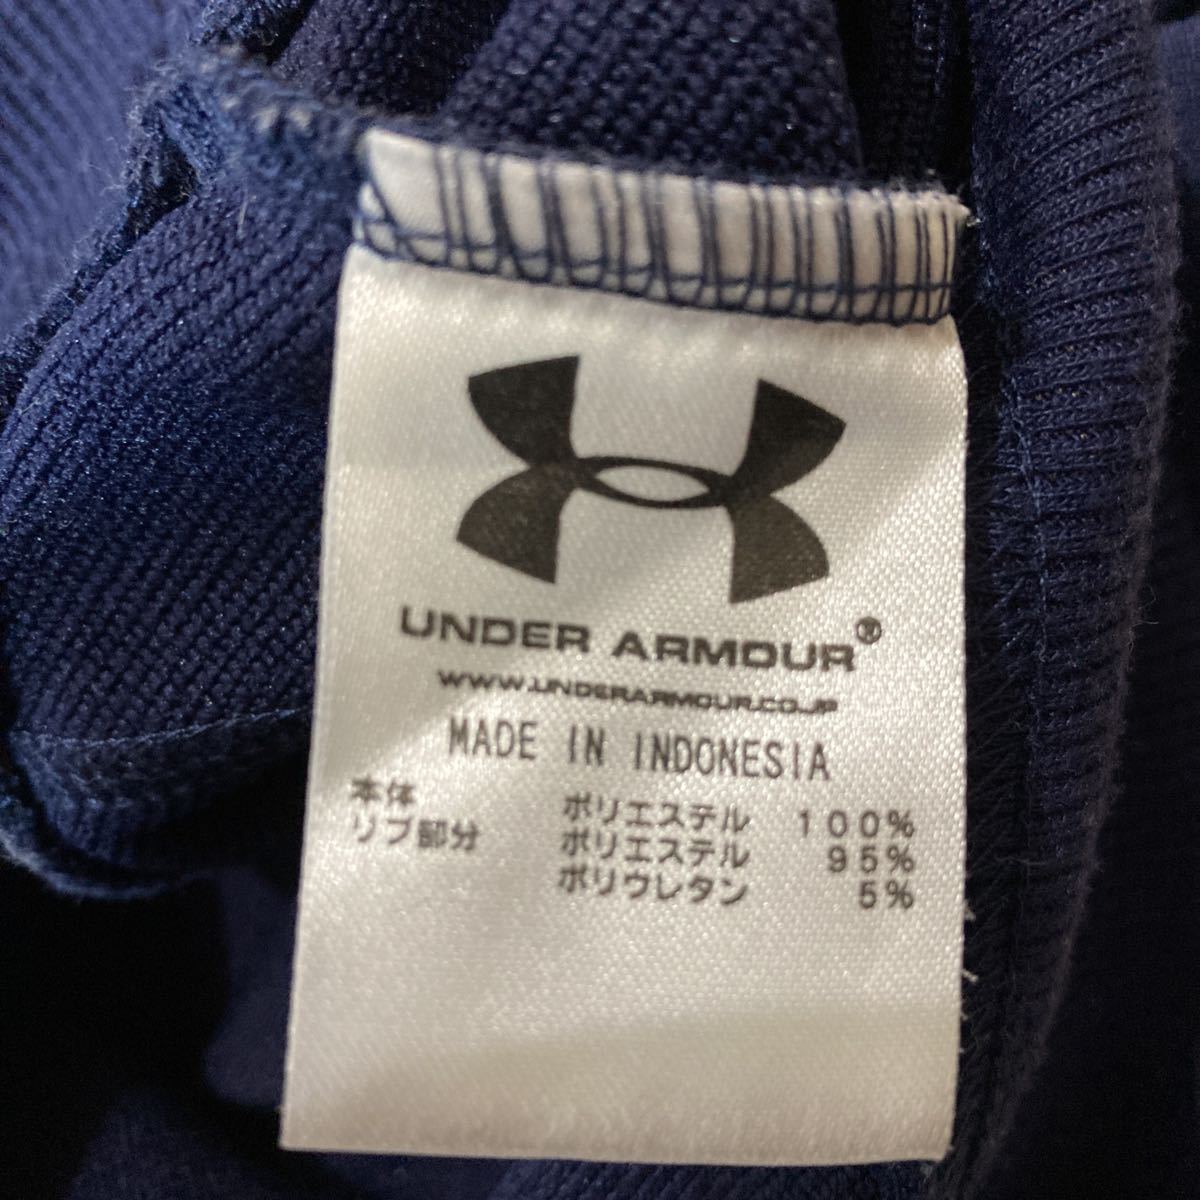 UNDER ARMOUR®
WWW.UNDERARMOUR.CO.JP
MADE IN INDONESIA
本体 ポリエステル 100%
リブ部分 ポリエステル 95%
ポリウレタン 5%